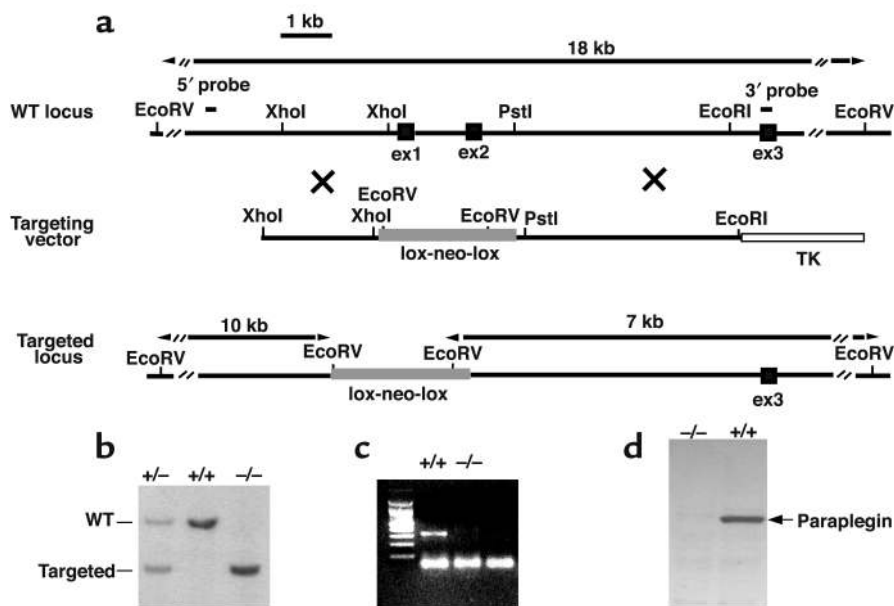 a
1 kb
18 kb
5′ probe
3′ probe
WT locus
EcoRV
XhoI
XhoI
PstI
EcoRI
EcoRV
ex1
ex2
ex3
Targeting
vector
XhoI
XhoI
EcoRV
EcoRV
PstI
EcoRI
lox-neo-lox
TK
Targeted
locus
10 kb
7 kb
EcoRV
EcoRV
EcoRV
EcoRV
lox-neo-lox
ex3
b
+/–
+/+
–/–
WT
Targeted
c
+/+
–/–
d
–/–
+/+
Paraplegin